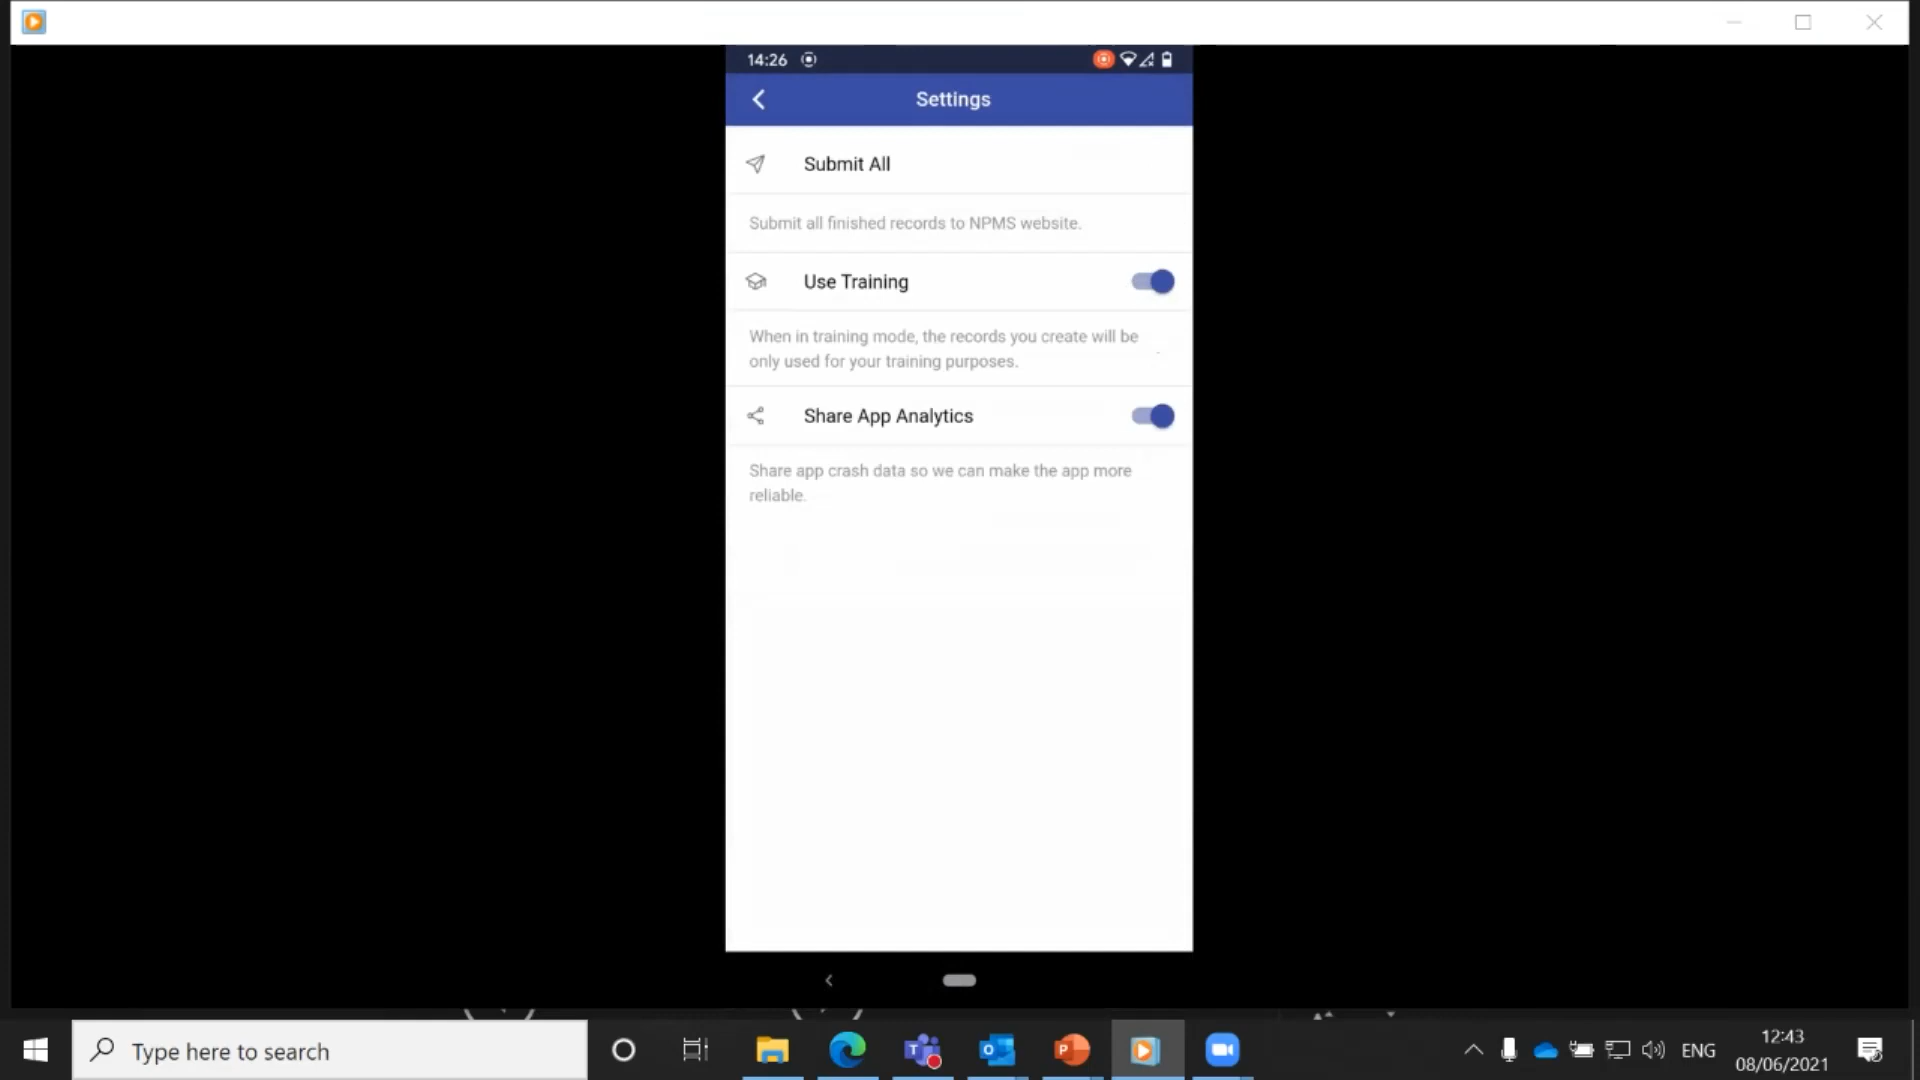 14:26
Settings
Submit All
Submit all finished records to NPMS website.
Use Training
When in training mode, the records you create will be
only used for your training purposes.
Share App Analytics
Share app crash data so we can make the app more
reliable.
Type here to search
ENG
12:43
08/06/2021